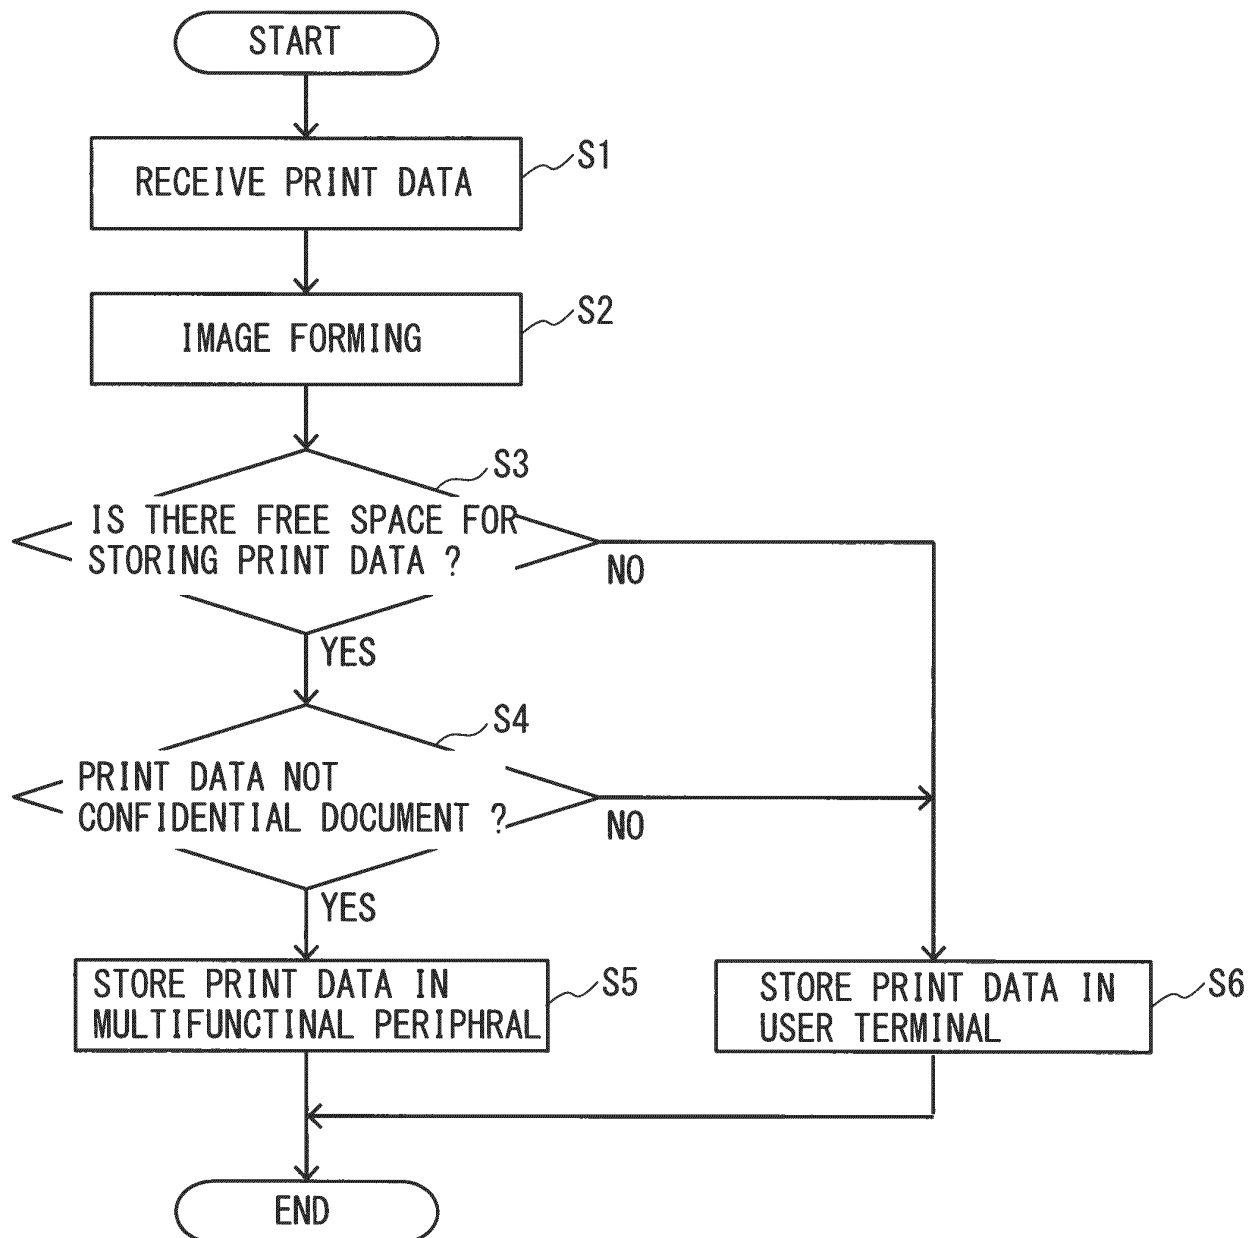 START
RECEIVE PRINT DATA
S1
IMAGE FORMING
S2
S3
IS THERE FREE SPACE FOR
STORING PRINT DATA ?
NO
YES
S4
PRINT DATA NOT
CONFIDENTIAL DOCUMENT ?
NO
YES
STORE PRINT DATA IN
MULTIFUNCTINAL PERIPHRAL
S5
STORE PRINT DATA IN
USER TERMINAL
S6
END